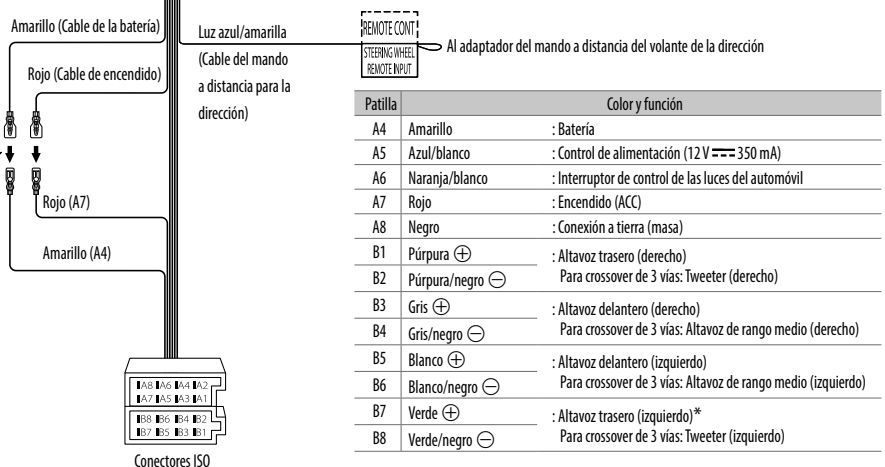 Amarillo (Cable de la batería)
Rojo (Cable de encendido)
Luz azul/amarilla
(Cable del mando
a distancia para la
dirección)
REMOTE CONT
STEERING WHEEL
REMOTE INPUT
Al adaptador del mando a distancia del volante de la dirección
Rojo (A7)
Amarillo (A4)
A8 A6 A4 A2
A7 A5 A3 A1
B8 B6 B4 B2
B7 B5 B3 B1
Conectores ISO
Patilla Color y función
A4 Amarillo : Batería
A5 Azul/blanco : Control de alimentación (12 V ⎓ 350 mA)
A6 Naranja/blanco : Interruptor de control de las luces del automóvil
A7 Rojo : Encendido (ACC)
A8 Negro : Conexión a tierra (masa)
B1 Púrpura ⊕ : Altavoz trasero (derecho)
B2 Púrpura/negro ⊖ Para crossover de 3 vías: Tweeter (derecho)
B3 Gris ⊕ : Altavoz delantero (derecho)
B4 Gris/negro ⊖ Para crossover de 3 vías: Altavoz de rango medio (derecho)
B5 Blanco ⊕ : Altavoz delantero (izquierdo)
B6 Blanco/negro ⊖ Para crossover de 3 vías: Altavoz de rango medio (izquierdo)
B7 Verde ⊕ : Altavoz trasero (izquierdo)*
B8 Verde/negro ⊖ Para crossover de 3 vías: Tweeter (izquierdo)